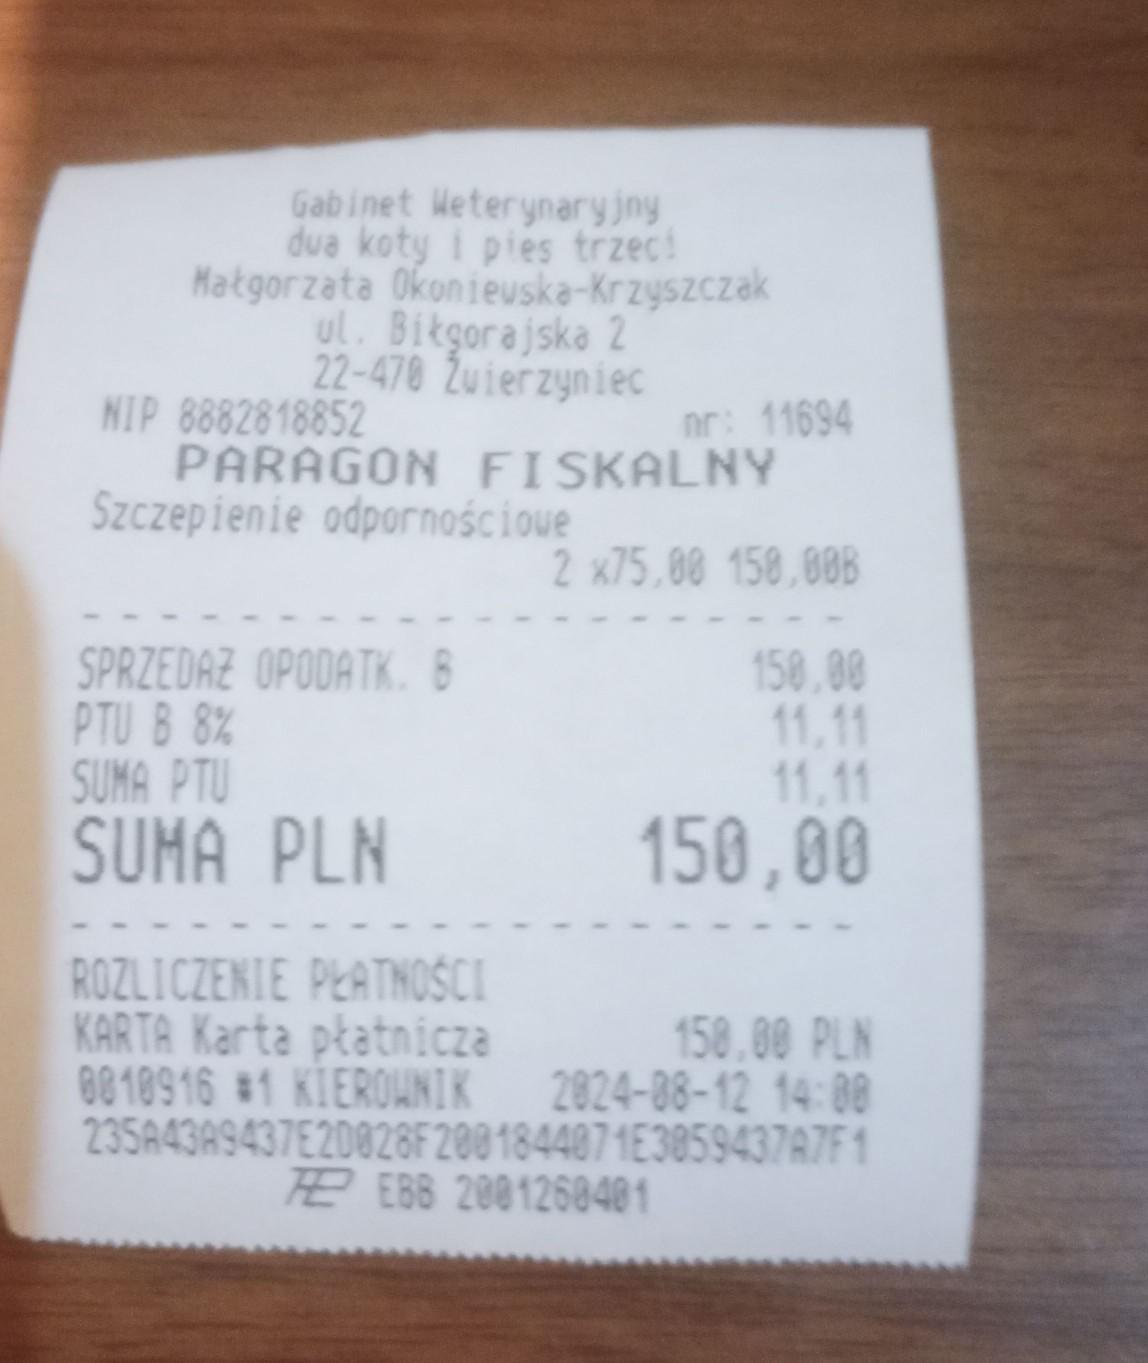 Gabinet Weterynaryjny
dwa koty i pies trzeci
Małgorzata Okoniewska-Krzyszczak
ul. Biłgorajska 2
22-470 Zwierzyniec
NIP 8882818852 nr: 11694
PARAGON FISKALNY
Szczepienie odpornościowe
2 x75,00 150,00B
SPRZEDAŻ OPODATK. B 150,00
PTU B 8% 11,11
SUMA PTU 11,11
SUMA PLN 150,00
ROZLICZENIE PŁATNOŚCI
KARTA Karta płatnicza 150,00 PLN
0010916 #1 KIEROWNIK 2024-08-12 14:00
235A43A9437E2D028F2001844071E3059437A7F1
EBB 2001260401